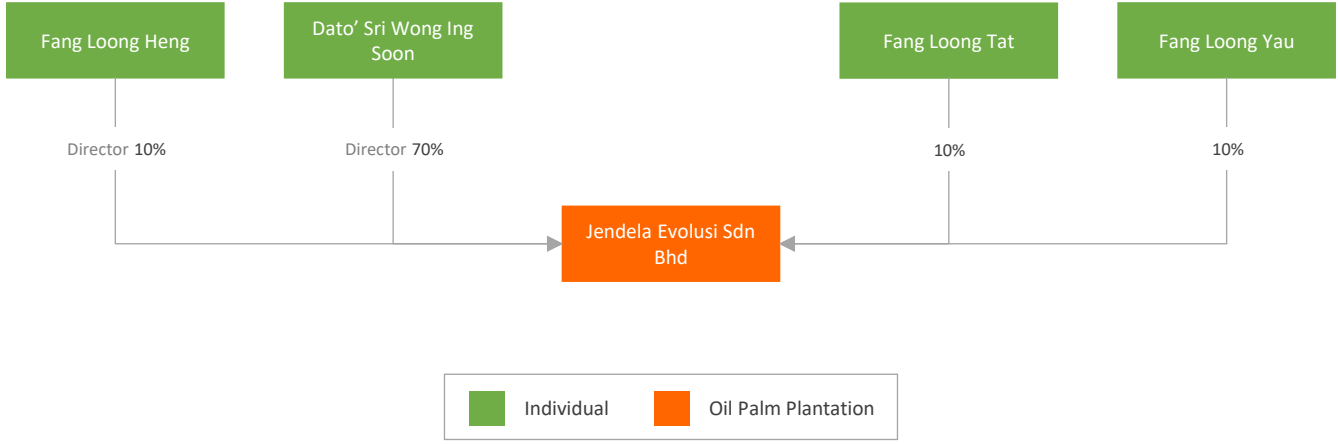 Fang Loong Heng
Dato’ Sri Wong Ing
Soon
Fang Loong Tat
Fang Loong Yau
Director 10%
Director 70%
10%
10%
Jendela Evolusi Sdn
Bhd
Individual
Oil Palm Plantation